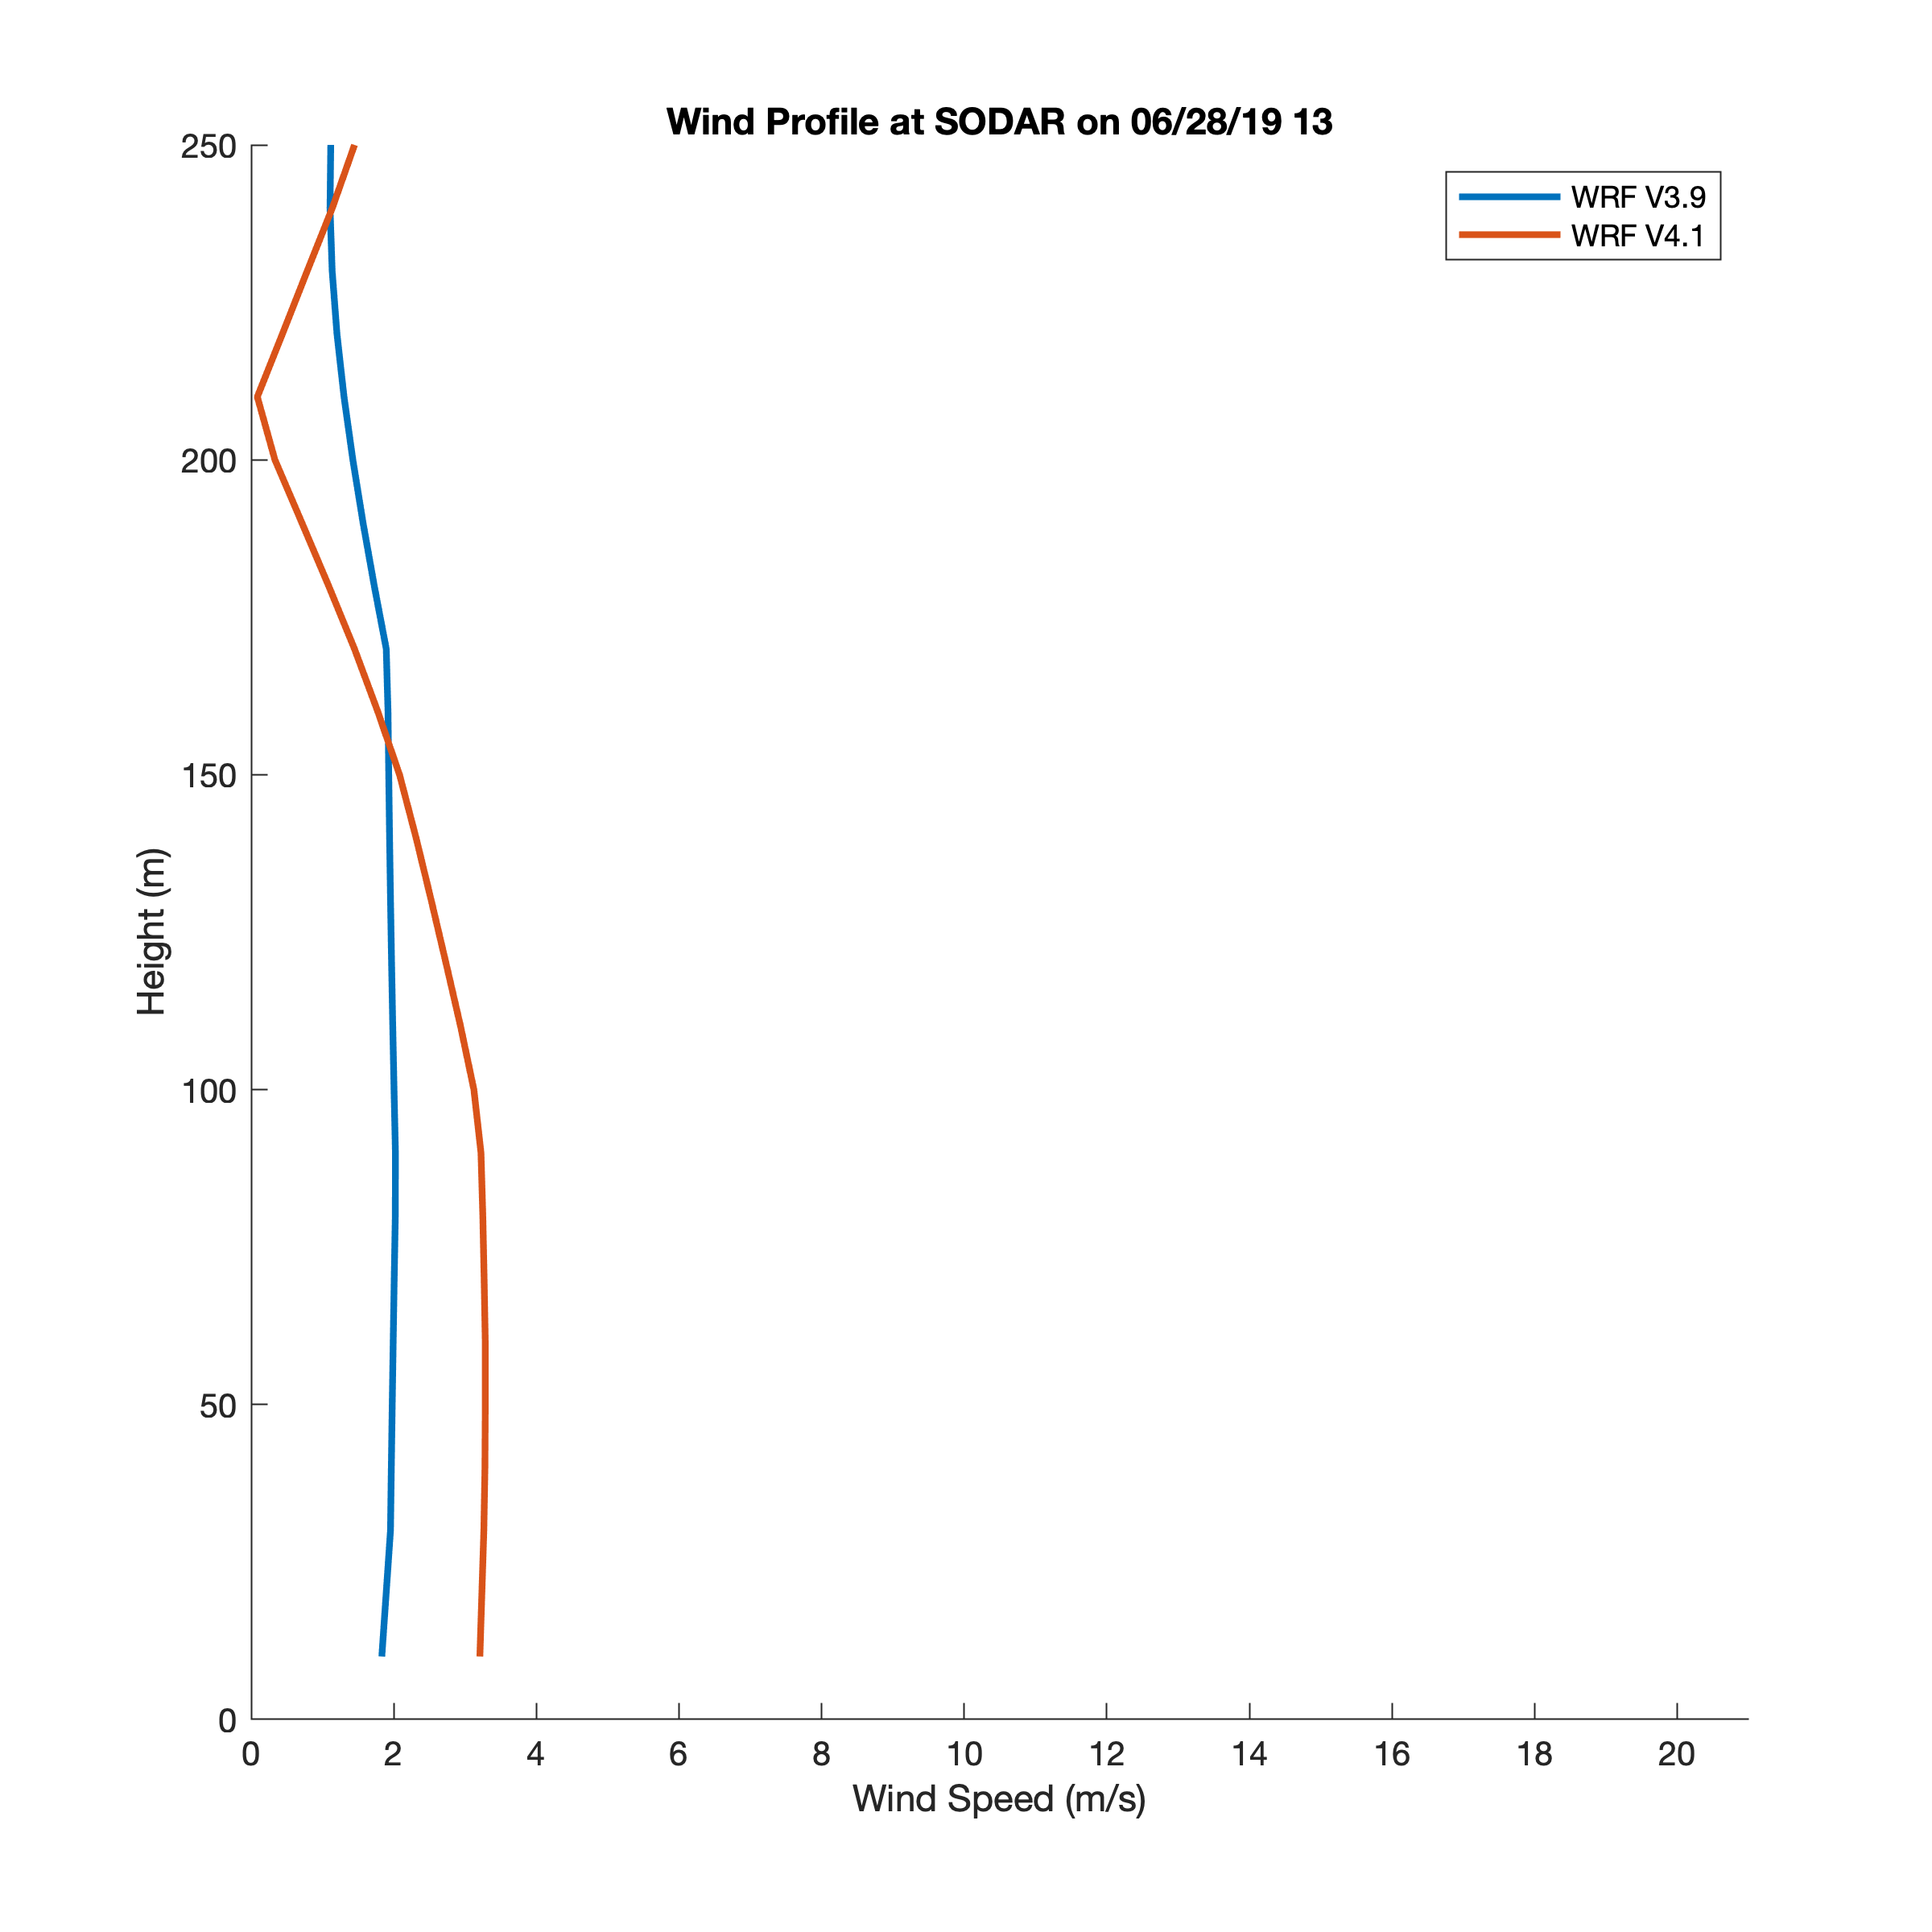 Wind Profile at SODAR on 06/28/19 13
WRF V3.9
WRF V4.1
250
200
150
100
50
0
Height (m)
0 2 4 6 8 10 12 14 16 18 20
Wind Speed (m/s)